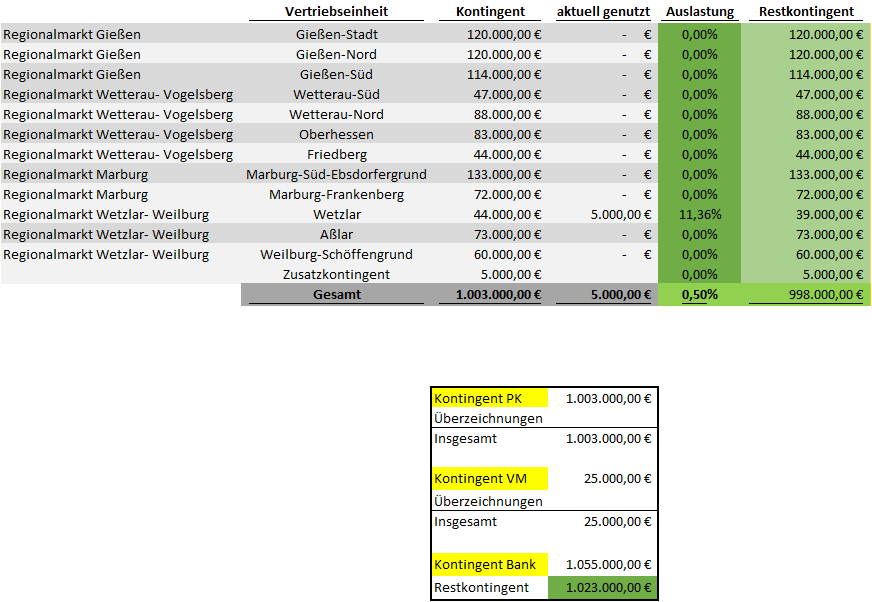 Vertriebseinheit Kontingent aktuell genutzt Auslastung Restkontingent
Regionalmarkt Gießen Gießen-Stadt 120.000,00 € - € 0,00% 120.000,00 €
Regionalmarkt Gießen Gießen-Nord 120.000,00 € - € 0,00% 120.000,00 €
Regionalmarkt Gießen Gießen-Süd 114.000,00 € - € 0,00% 114.000,00 €
Regionalmarkt Wetterau- Vogelsberg Wetterau-Süd 47.000,00 € - € 0,00% 47.000,00 €
Regionalmarkt Wetterau- Vogelsberg Wetterau-Nord 88.000,00 € - € 0,00% 88.000,00 €
Regionalmarkt Wetterau- Vogelsberg Oberhessen 83.000,00 € - € 0,00% 83.000,00 €
Regionalmarkt Wetterau- Vogelsberg Friedberg 44.000,00 € - € 0,00% 44.000,00 €
Regionalmarkt Marburg Marburg-Süd-Ebsdorfergrund 133.000,00 € - € 0,00% 133.000,00 €
Regionalmarkt Marburg Marburg-Frankenberg 72.000,00 € - € 0,00% 72.000,00 €
Regionalmarkt Wetzlar- Weilburg Wetzlar 44.000,00 € 5.000,00 € 11,36% 39.000,00 €
Regionalmarkt Wetzlar- Weilburg Aßlar 73.000,00 € - € 0,00% 73.000,00 €
Regionalmarkt Wetzlar- Weilburg Weilburg-Schöffengrund 60.000,00 € - € 0,00% 60.000,00 €
Zusatzkontingent 5.000,00 € 0,00% 5.000,00 €
Gesamt 1.003.000,00 € 5.000,00 € 0,50% 998.000,00 €
Kontingent PK 1.003.000,00 €
Überzeichnungen
Insgesamt 1.003.000,00 €
Kontingent VM 25.000,00 €
Überzeichnungen
Insgesamt 25.000,00 €
Kontingent Bank 1.055.000,00 €
Restkontingent 1.023.000,00 €